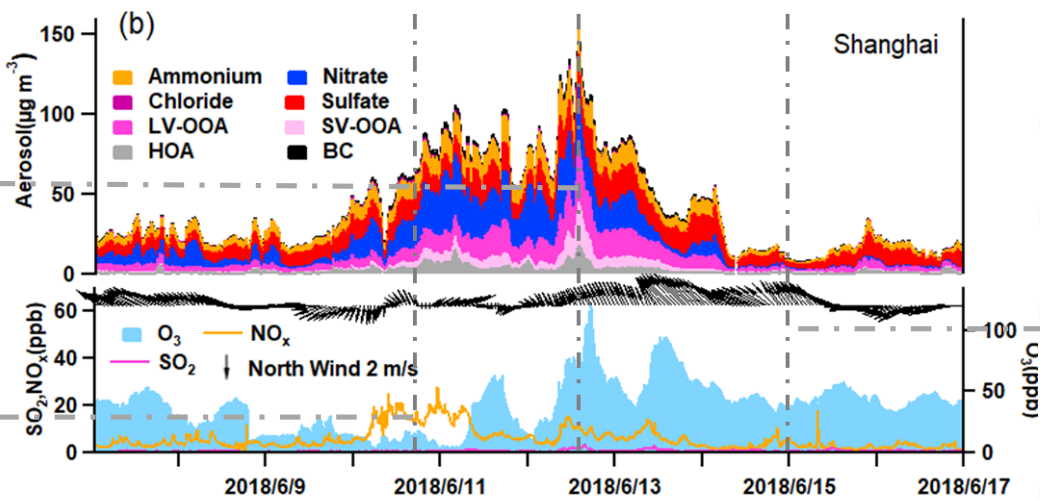 (b)
Shanghai
150
100
50
0
Aerosol(µg m⁻³)
Ammonium
Nitrate
Chloride
Sulfate
LV-OOA
SV-OOA
HOA
BC
60
40
20
0
SO₂,NOₓ(ppb)
O₃
NOₓ
SO₂
North Wind 2 m/s
100
50
0
O₃(ppb)
2018/6/9
2018/6/11
2018/6/13
2018/6/15
2018/6/17